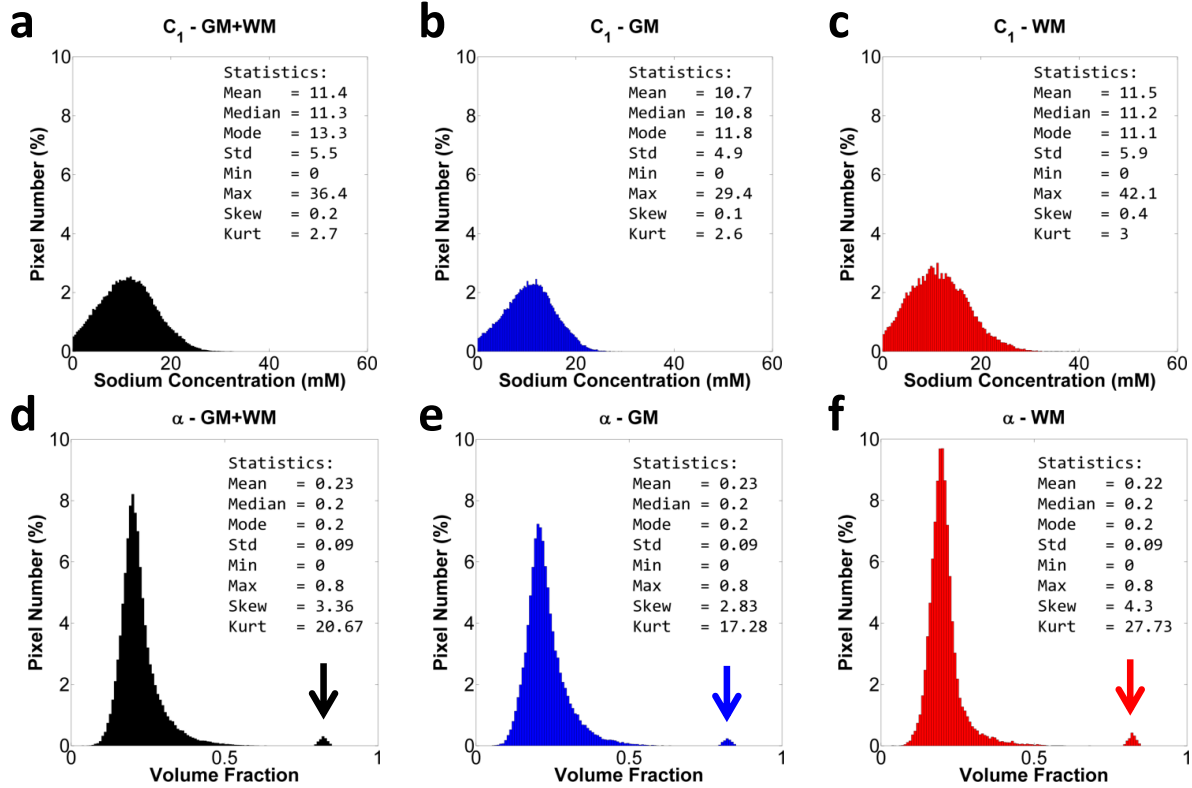 a
C1 - GM+WM
Pixel Number (%)
10
8
6
4
2
0
Statistics:
Mean = 11.4
Median = 11.3
Mode = 13.3
Std = 5.5
Min = 0
Max = 36.4
Skew = 0.2
Kurt = 2.7
0 20 40 60
Sodium Concentration (mM)
b
C1 - GM
Pixel Number (%)
10
8
6
4
2
0
Statistics:
Mean = 10.7
Median = 10.8
Mode = 11.8
Std = 4.9
Min = 0
Max = 29.4
Skew = 0.1
Kurt = 2.6
0 20 40 60
Sodium Concentration (mM)
c
C1 - WM
Pixel Number (%)
10
8
6
4
2
0
Statistics:
Mean = 11.5
Median = 11.2
Mode = 11.1
Std = 5.9
Min = 0
Max = 42.1
Skew = 0.4
Kurt = 3
0 20 40 60
Sodium Concentration (mM)
d
α - GM+WM
Pixel Number (%)
10
8
6
4
2
0
Statistics:
Mean = 0.23
Median = 0.2
Mode = 0.2
Std = 0.09
Min = 0
Max = 0.8
Skew = 3.36
Kurt = 20.67
0 0.5 1
Volume Fraction
e
α - GM
Pixel Number (%)
10
8
6
4
2
0
Statistics:
Mean = 0.23
Median = 0.2
Mode = 0.2
Std = 0.09
Min = 0
Max = 0.8
Skew = 2.83
Kurt = 17.28
0 0.5 1
Volume Fraction
f
α - WM
Pixel Number (%)
10
8
6
4
2
0
Statistics:
Mean = 0.22
Median = 0.2
Mode = 0.2
Std = 0.09
Min = 0
Max = 0.8
Skew = 4.3
Kurt = 27.73
0 0.5 1
Volume Fraction